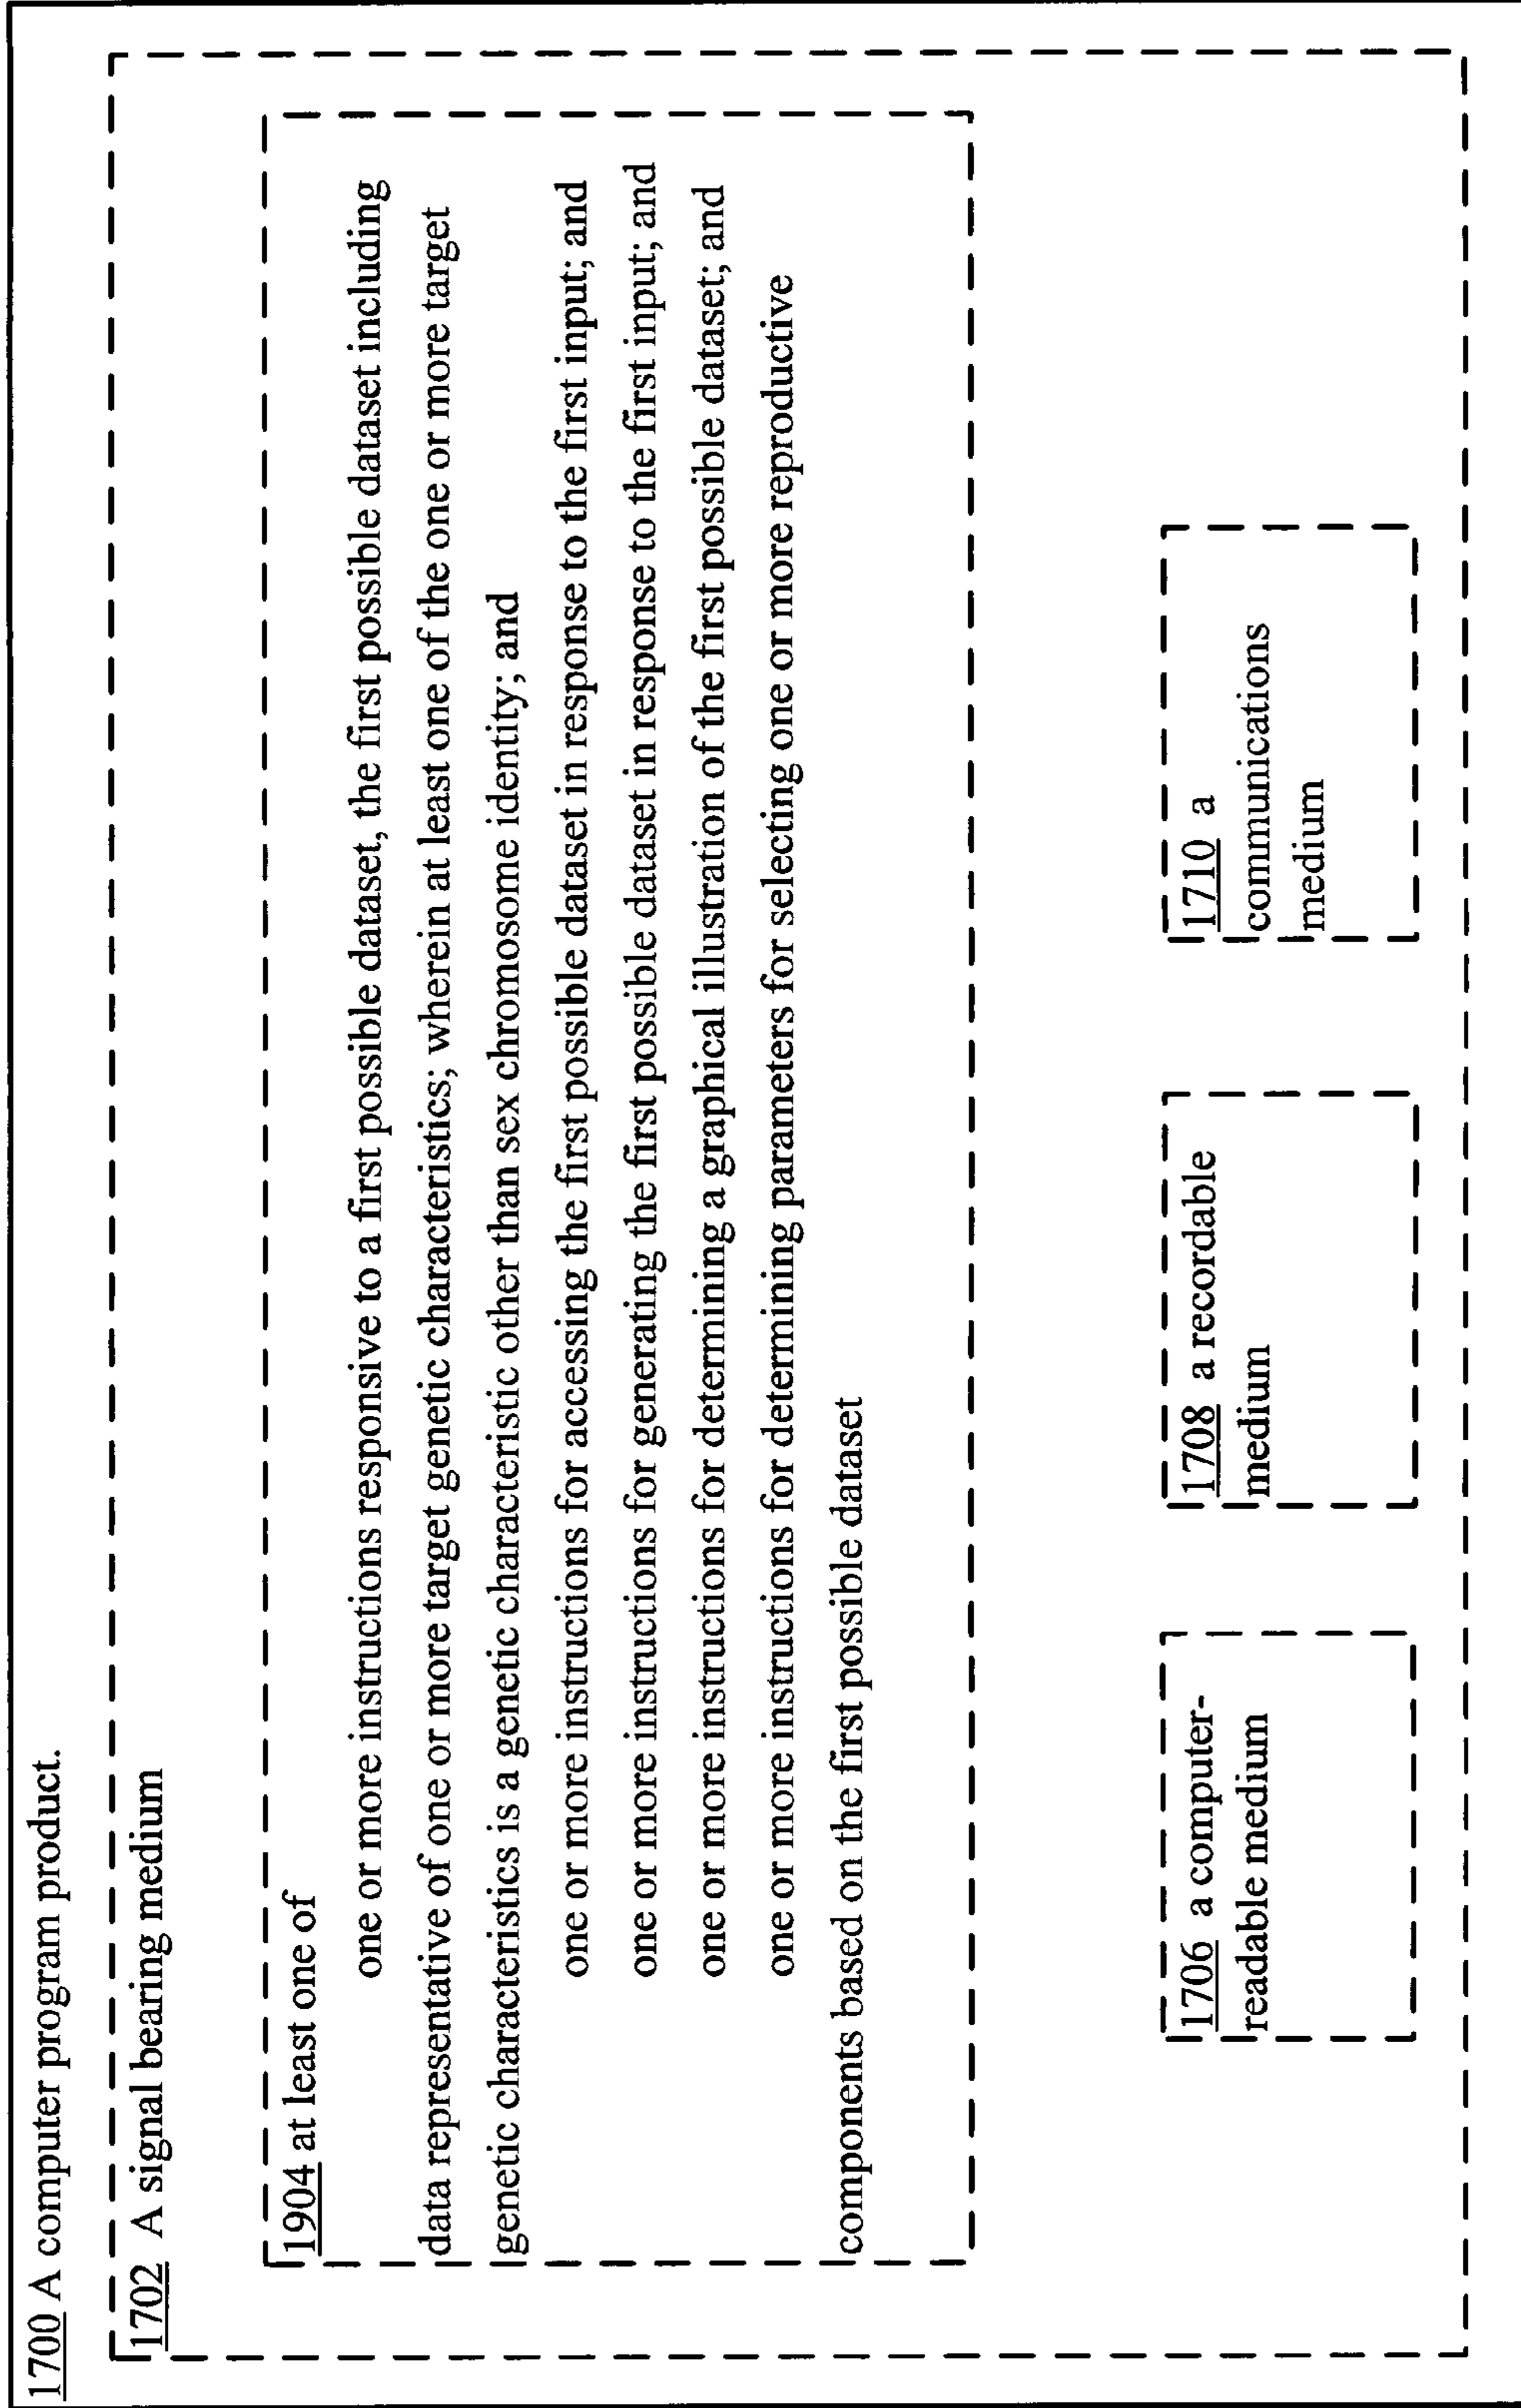 1700 A computer program product.
1702 A signal bearing medium
1904 at least one of
one or more instructions responsive to a first possible dataset, the first possible dataset including
data representative of one or more target genetic characteristics; wherein at least one of the one or more target
genetic characteristics is a genetic characteristic other than sex chromosome identity; and
one or more instructions for accessing the first possible dataset in response to the first input; and
one or more instructions for generating the first possible dataset in response to the first input; and
one or more instructions for determining a graphical illustration of the first possible dataset; and
one or more instructions for determining parameters for selecting one or more reproductive
components based on the first possible dataset
1706 a computer-
readable medium
1708 a recordable
medium
1710 a
communications
medium